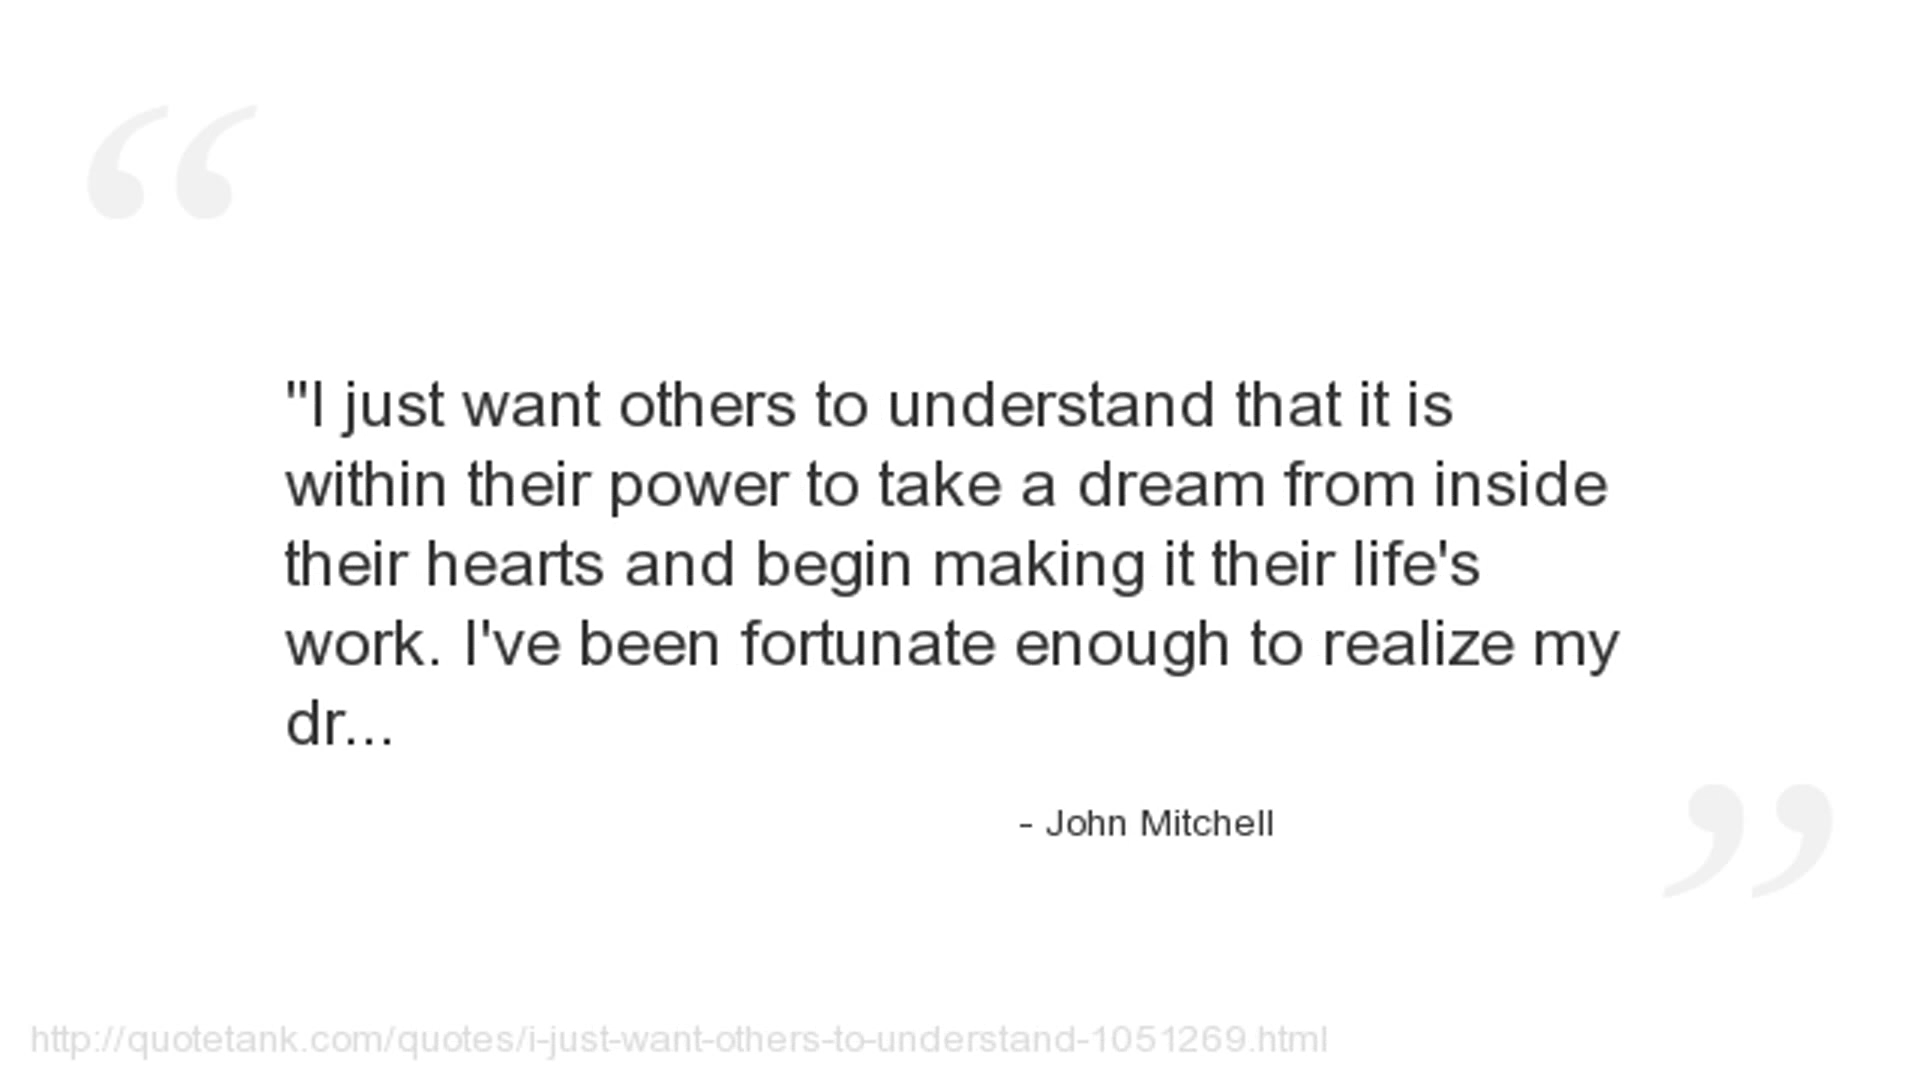 "I just want others to understand that it is
within their power to take a dream from inside
their hearts and begin making it their life's
work. I've been fortunate enough to realize my
dr...
- John Mitchell
http://quotetank.com/quotes/i-just-want-others-to-understand-1051269.html